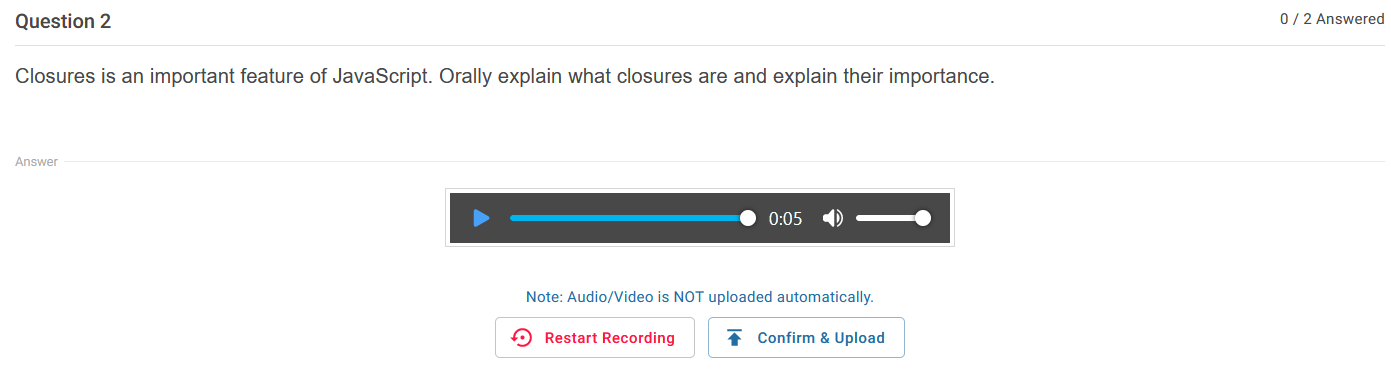 Question 2
0 / 2 Answered
Closures is an important feature of JavaScript. Orally explain what closures are and explain their importance.
Answer
0:05
Note: Audio/Video is NOT uploaded automatically.
Restart Recording
Confirm & Upload